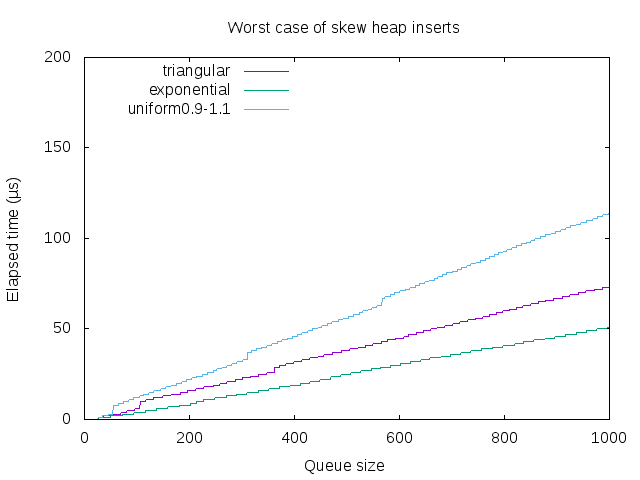 Worst case of skew heap inserts
triangular
exponential
uniform0.9-1.1
200
150
100
50
0
Elapsed time (µs)
0 200 400 600 800 1000
Queue size